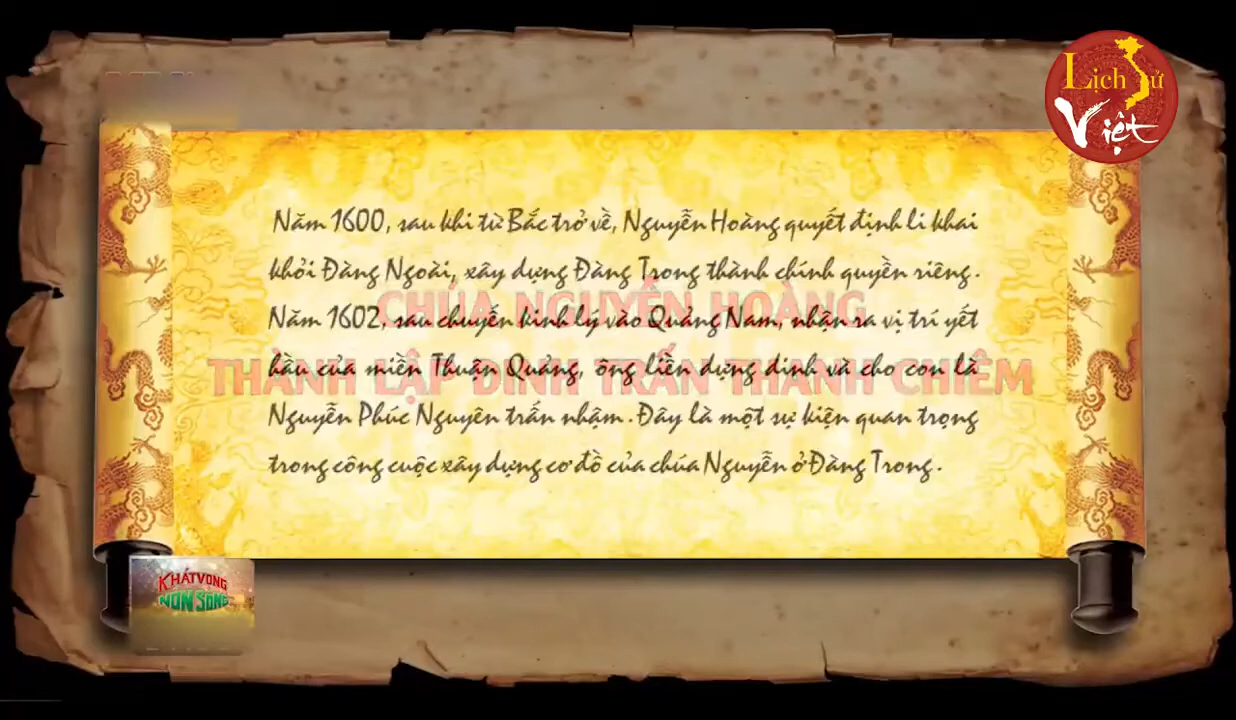 Lịch Sử
Việt
Năm 1600, sau khi từ Bắc trở về, Nguyễn Hoàng quyết định li khai
khỏi Đàng Ngoài, xây dựng Đàng Trong thành chính quyền riêng.
CHÚA NGUYỄN HOÀNG
Năm 1602, sau chuyến kinh lý vào Quảng Nam, nhận ra vị trí yết
THÀNH LẬP DINH TRẤN THANH CHIÊM
hầu của miền Thuận Quảng, ông liền dựng dinh và cho con là
Nguyễn Phúc Nguyên trấn nhậm. Đây là một sự kiện quan trọng
trong công cuộc xây dựng cơ đồ của chúa Nguyễn ở Đàng Trong.
KHÁT VỌNG
NON SÔNG